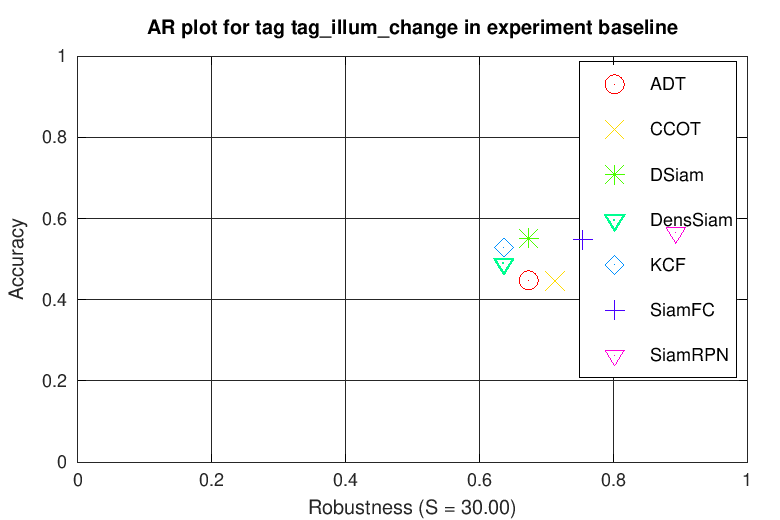 AR plot for tag tag_illum_change in experiment baseline
1
0.8
0.6
0.4
0.2
0
Accuracy
ADT
CCOT
DSiam
DensSiam
KCF
SiamFC
SiamRPN
0
0.2
0.4
0.6
0.8
1
Robustness (S = 30.00)